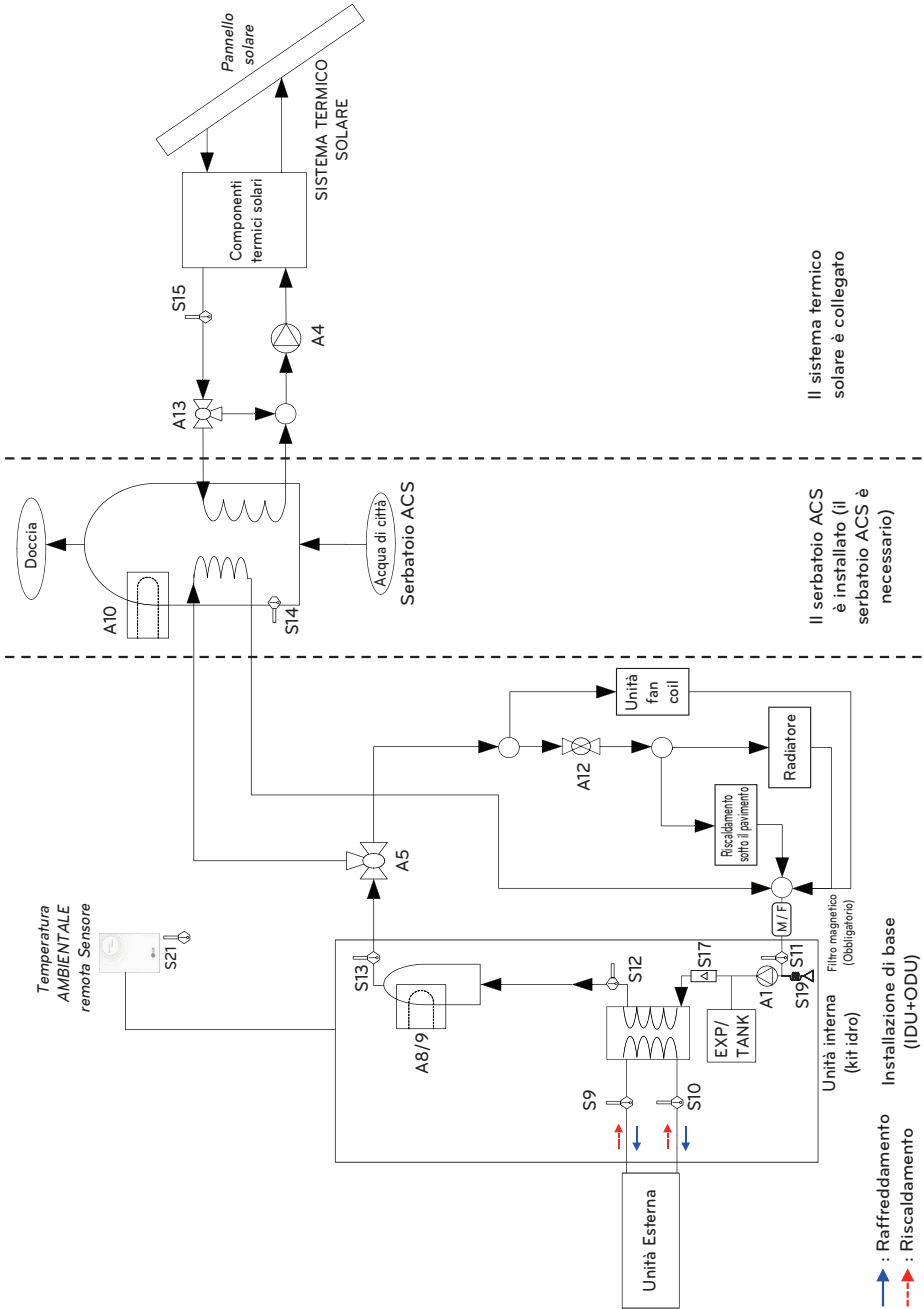 Pannello
solare
SISTEMA TERMICO
SOLARE
Componenti
termici solari
S15
A13
A4
Doccia
A10
S14
Acqua di città
Serbatoio ACS
Temperatura
AMBIENTALE
remota Sensore
S21
A5
A12
Unità
fan
coil
Radiatore
Riscaldamento
sotto il pavimento
M / F
Filtro magnetico
(Obbligatorio)
S13
A8/9
S12
S17
S11
A1
S19
EXP/
TANK
S9
S10
Unità interna
(kit idro)
Unità Esterna
Installazione di base
(IDU+ODU)
Il serbatoio ACS
è installato (il
serbatoio ACS è
necessario)
Il sistema termico
solare è collegato
: Raffreddamento
: Riscaldamento